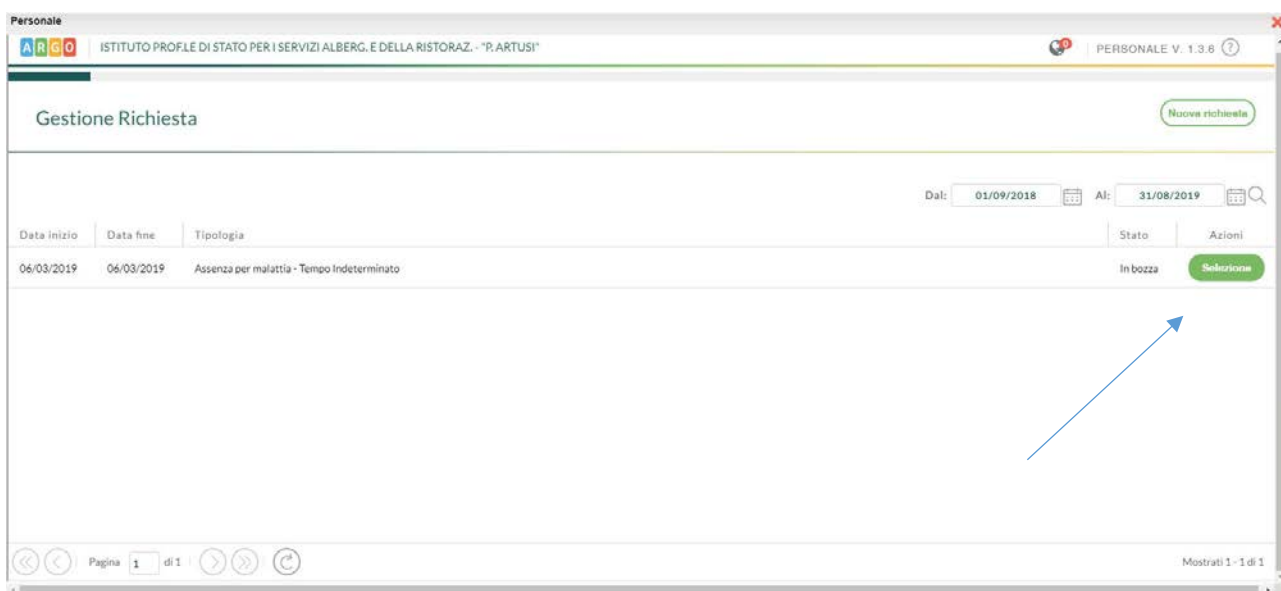 Personale
ARGO ISTITUTO PROF.LE DI STATO PER I SERVIZI ALBERG. E DELLA RISTORAZ. - "P. ARTUSI" 0 PERSONALE V. 1.3.6 ?
Gestione Richiesta Nuova richiesta
Dal: 01/09/2018 Al: 31/08/2019
Data inizio Data fine Tipologia Stato Azioni
06/03/2019 06/03/2019 Assenza per malattia - Tempo Indeterminato In bozza Selezione
Pagina 1 di 1 Mostrati 1 - 1 di 1